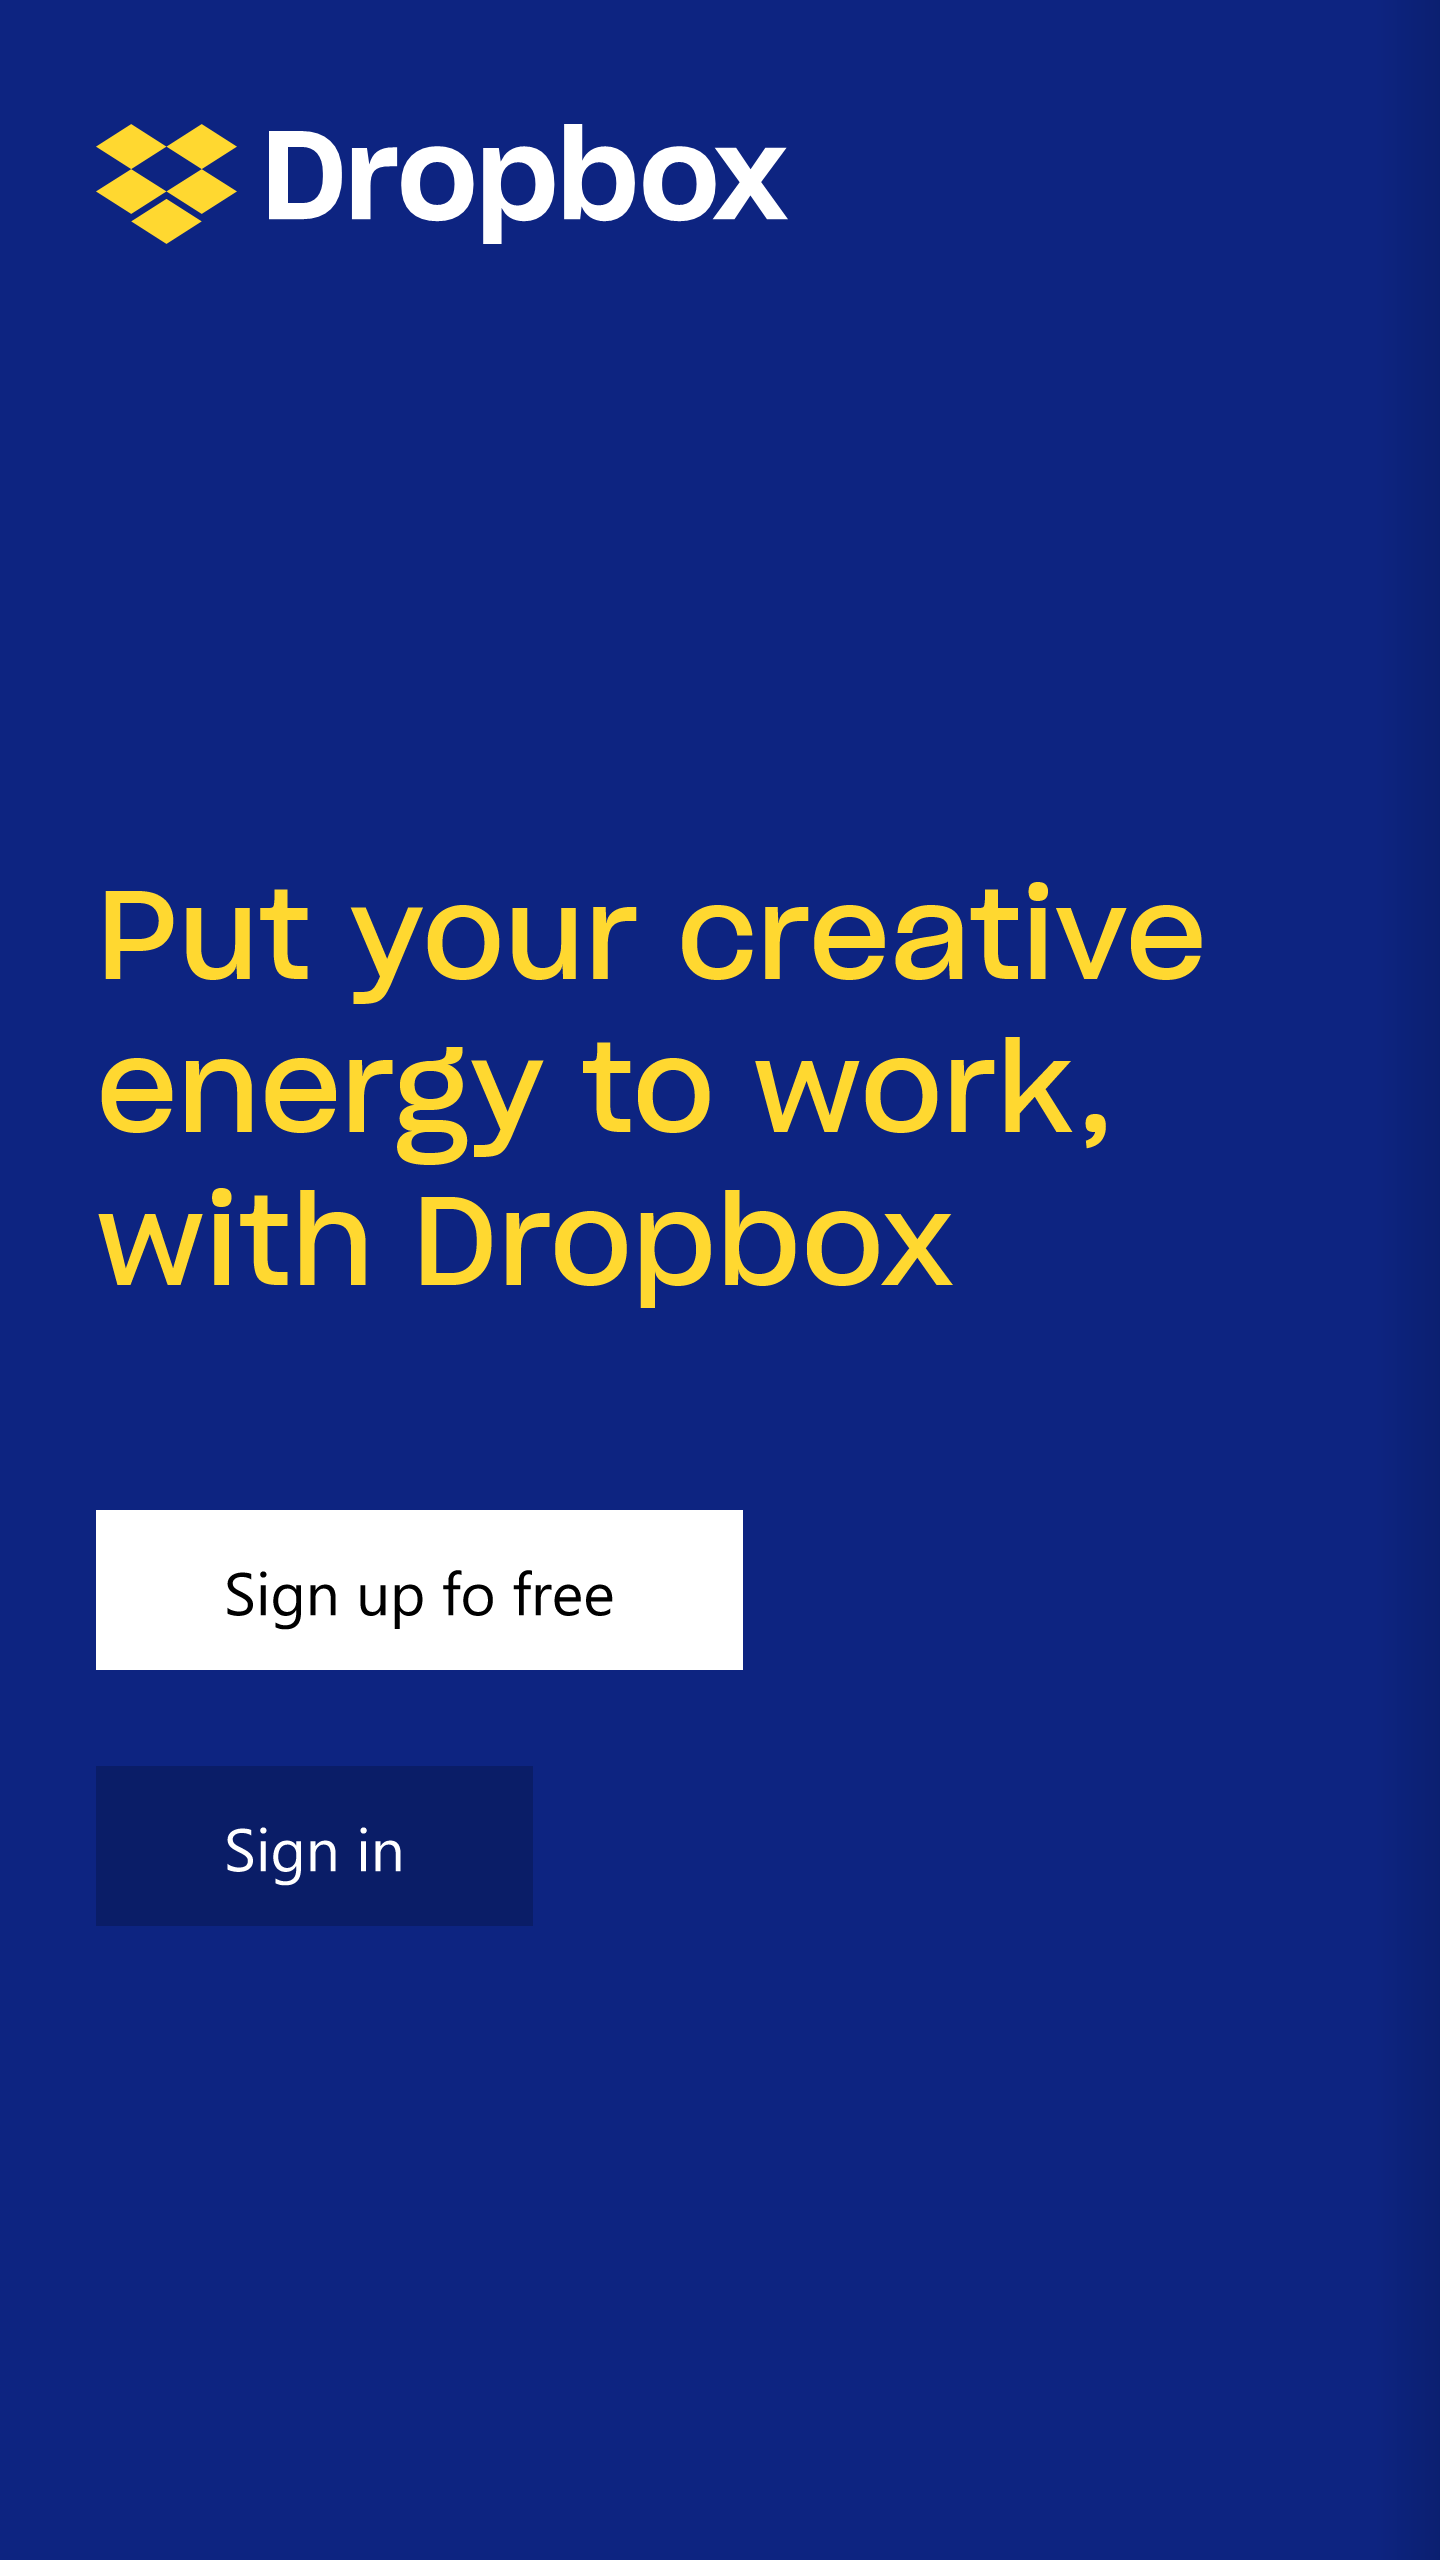 Dropbox
Put your creative
energy to work,
with Dropbox
Sign up fo free
Sign in